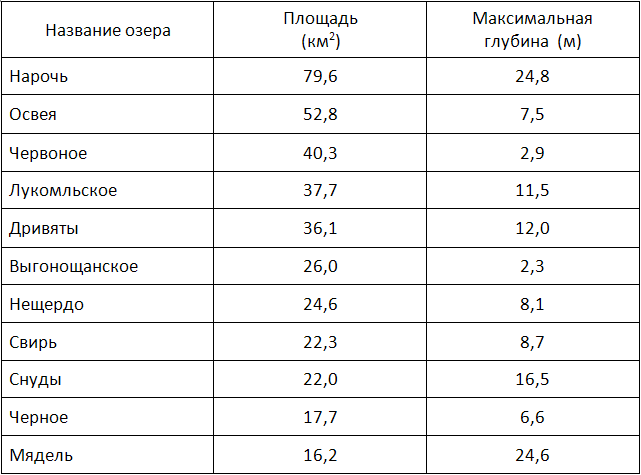 Название озера Площадь Максимальная
(км²) глубина (м)
Нарочь 79,6 24,8
Освея 52,8 7,5
Червоное 40,3 2,9
Лукомльское 37,7 11,5
Дривяты 36,1 12,0
Выгонощанское 26,0 2,3
Нещердо 24,6 8,1
Свирь 22,3 8,7
Снуды 22,0 16,5
Черное 17,7 6,6
Мядель 16,2 24,6